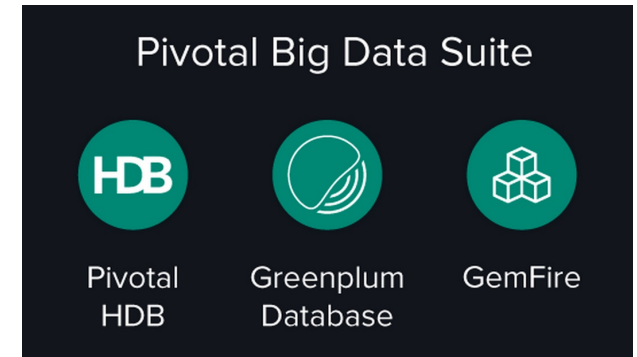 Pivotal Big Data Suite
HDB
Pivotal
HDB
Greenplum
Database
GemFire